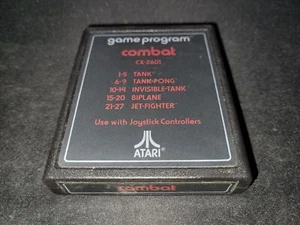 game program
combat
CX-2601
1-5 TANK
6-9 TANK-PONG
10-14 INVISIBLE-TANK
15-20 BIPLANE
21-27 JET-FIGHTER
Use with Joystick Controllers
ATARI
combat